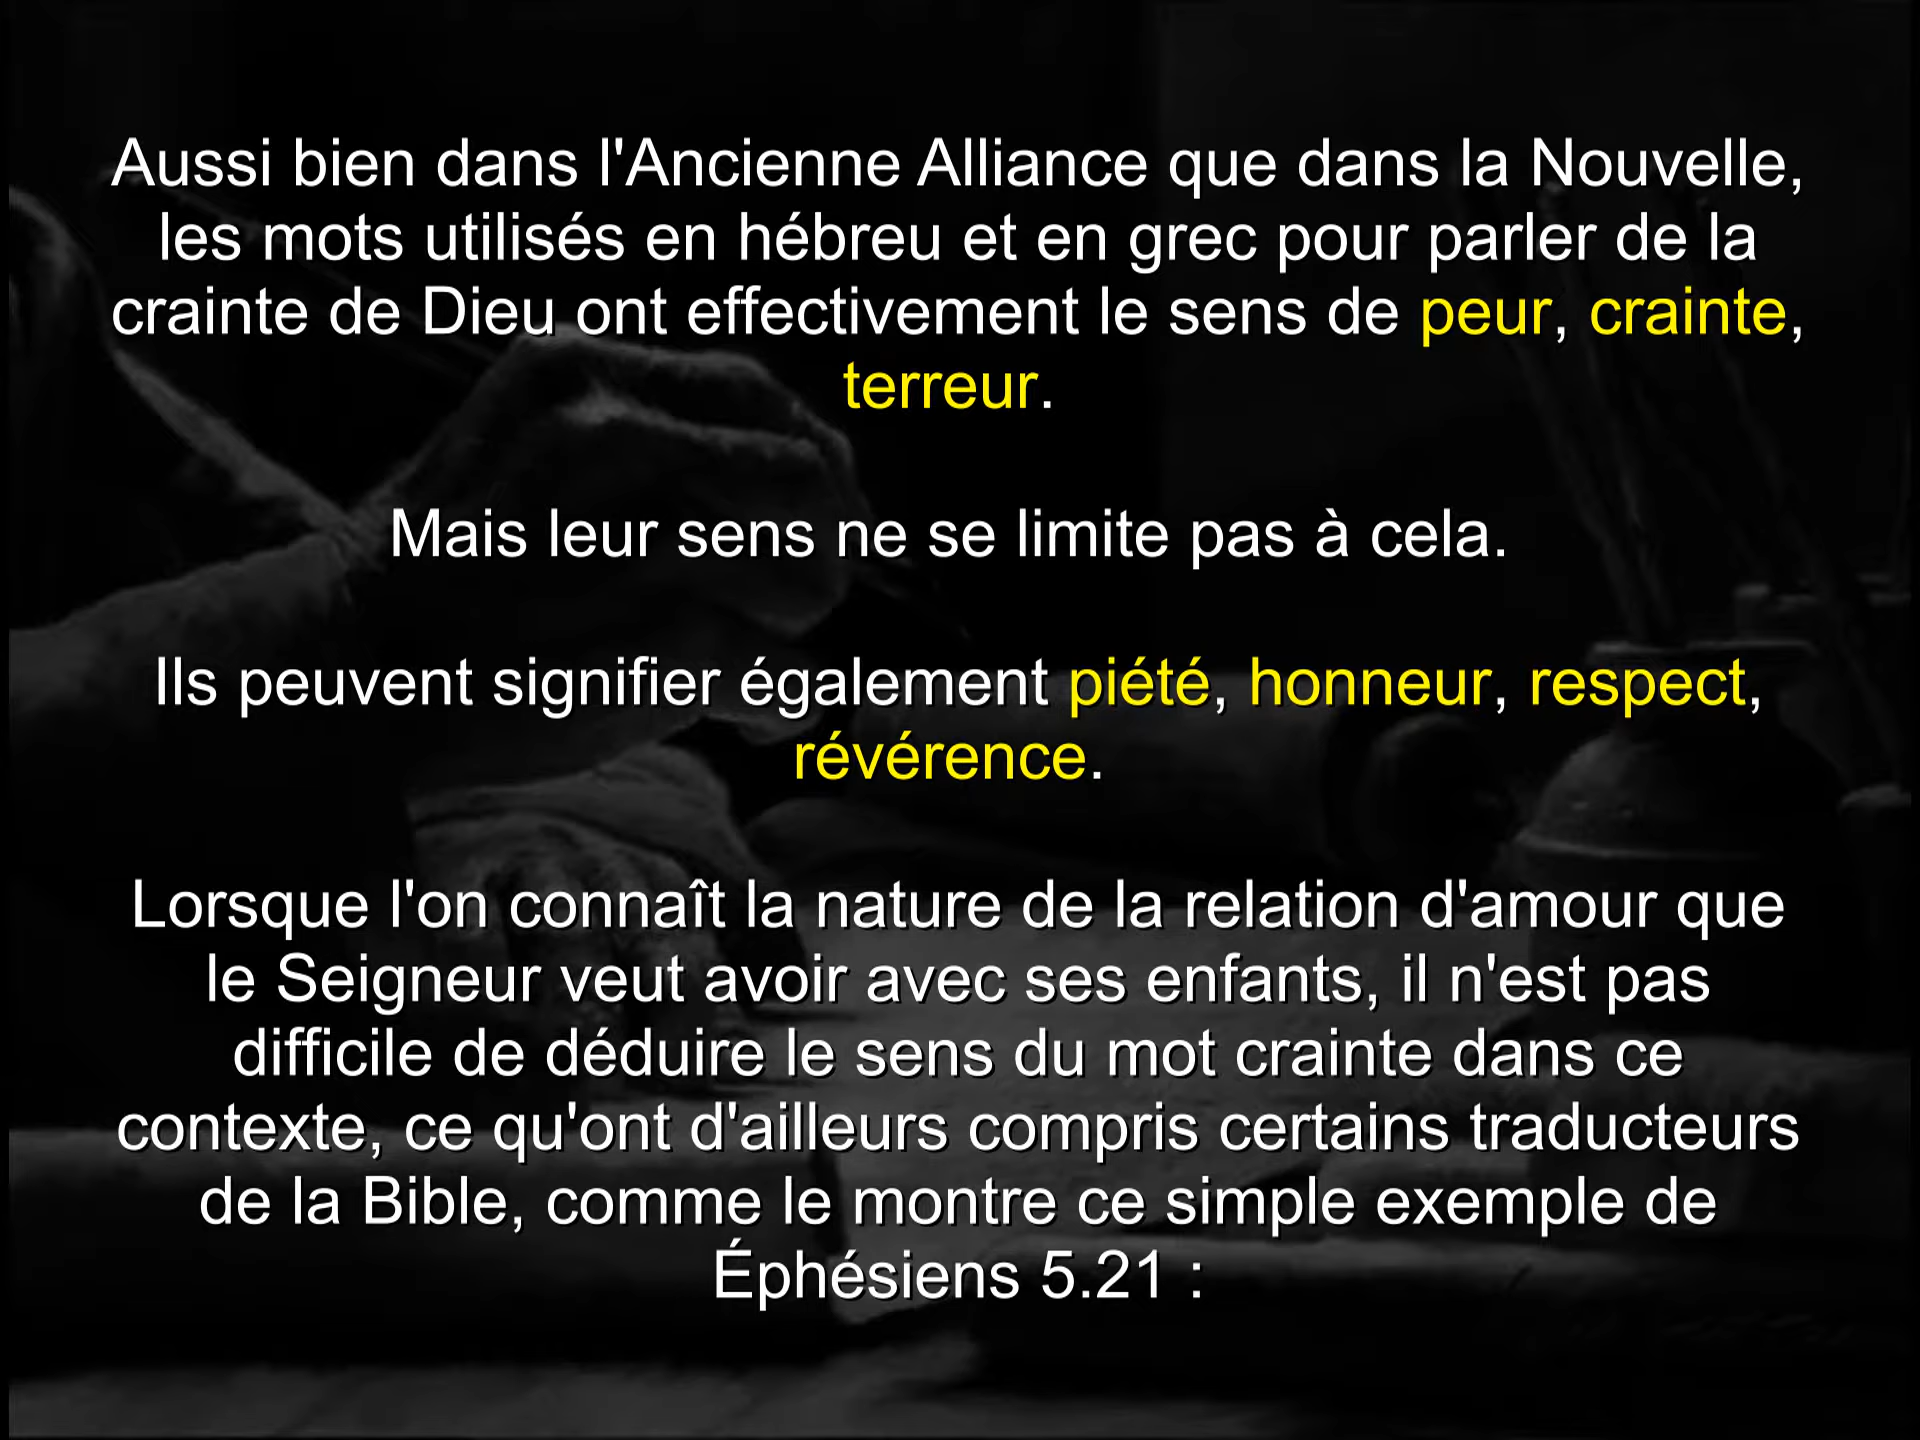 Aussi bien dans l'Ancienne Alliance que dans la Nouvelle,
les mots utilisés en hébreu et en grec pour parler de la
crainte de Dieu ont effectivement le sens de peur, crainte,
terreur.
Mais leur sens ne se limite pas à cela.
Ils peuvent signifier également piété, honneur, respect,
révérence.
Lorsque l'on connaît la nature de la relation d'amour que
le Seigneur veut avoir avec ses enfants, il n'est pas
difficile de déduire le sens du mot crainte dans ce
contexte, ce qu'ont d'ailleurs compris certains traducteurs
de la Bible, comme le montre ce simple exemple de
Éphésiens 5.21 :